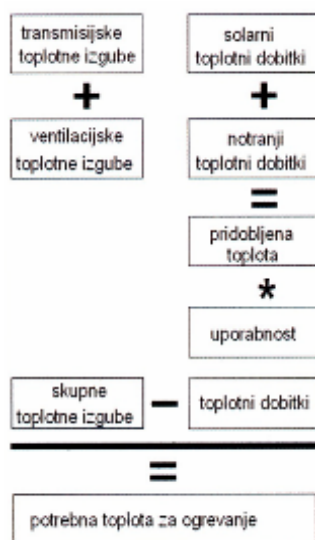 transmisijske
toplotne izgube
+
ventilacijske
toplotne izgube
solarni
toplotni dobitki
+
notranji
toplotni dobitki
=
pridobljena
toplota
*
uporabnost
skupne
toplotne izgube
–
toplotni dobitki
=
potrebna toplota za ogrevanje